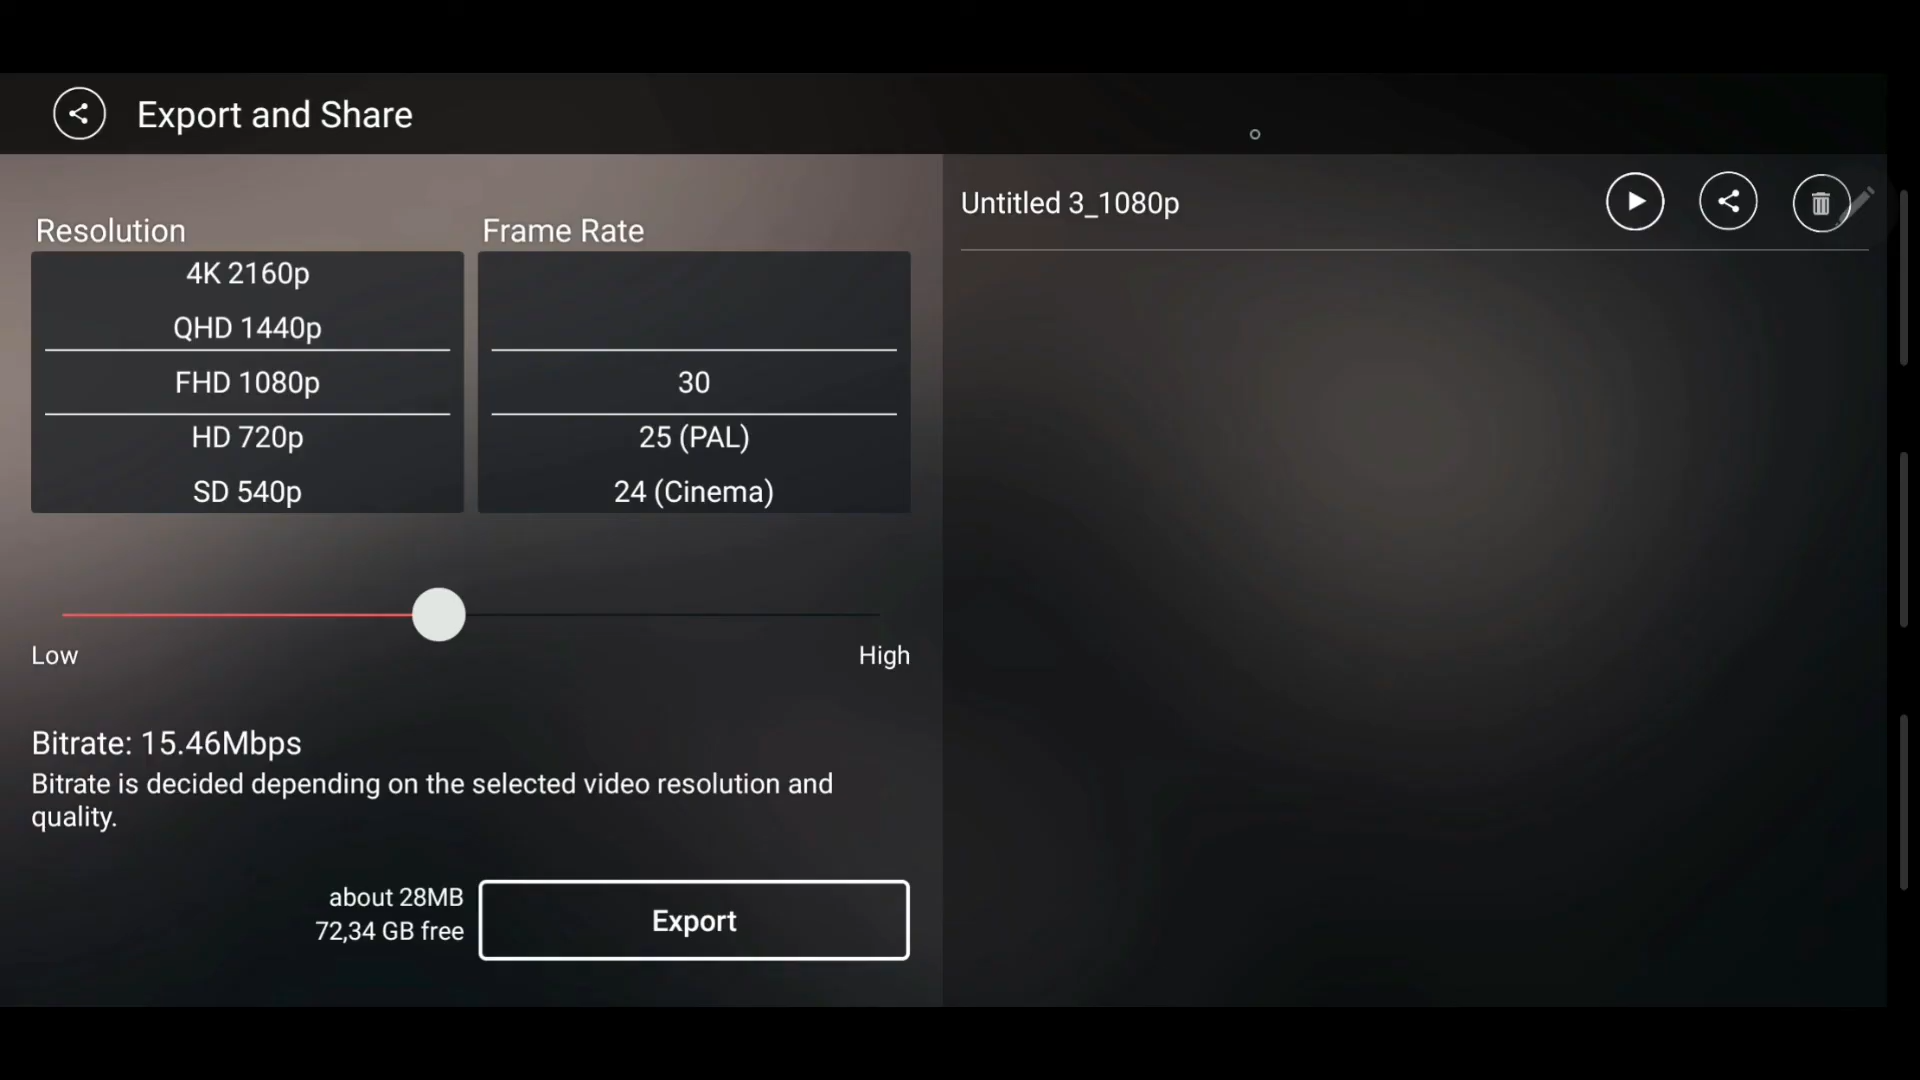 Export and Share
Untitled 3_1080p
Resolution
Frame Rate
4K 2160p
QHD 1440p
FHD 1080p
HD 720p
SD 540p
30
25 (PAL)
24 (Cinema)
Low
High
Bitrate: 15.46Mbps
Bitrate is decided depending on the selected video resolution and
quality.
about 28MB
72,34 GB free
Export